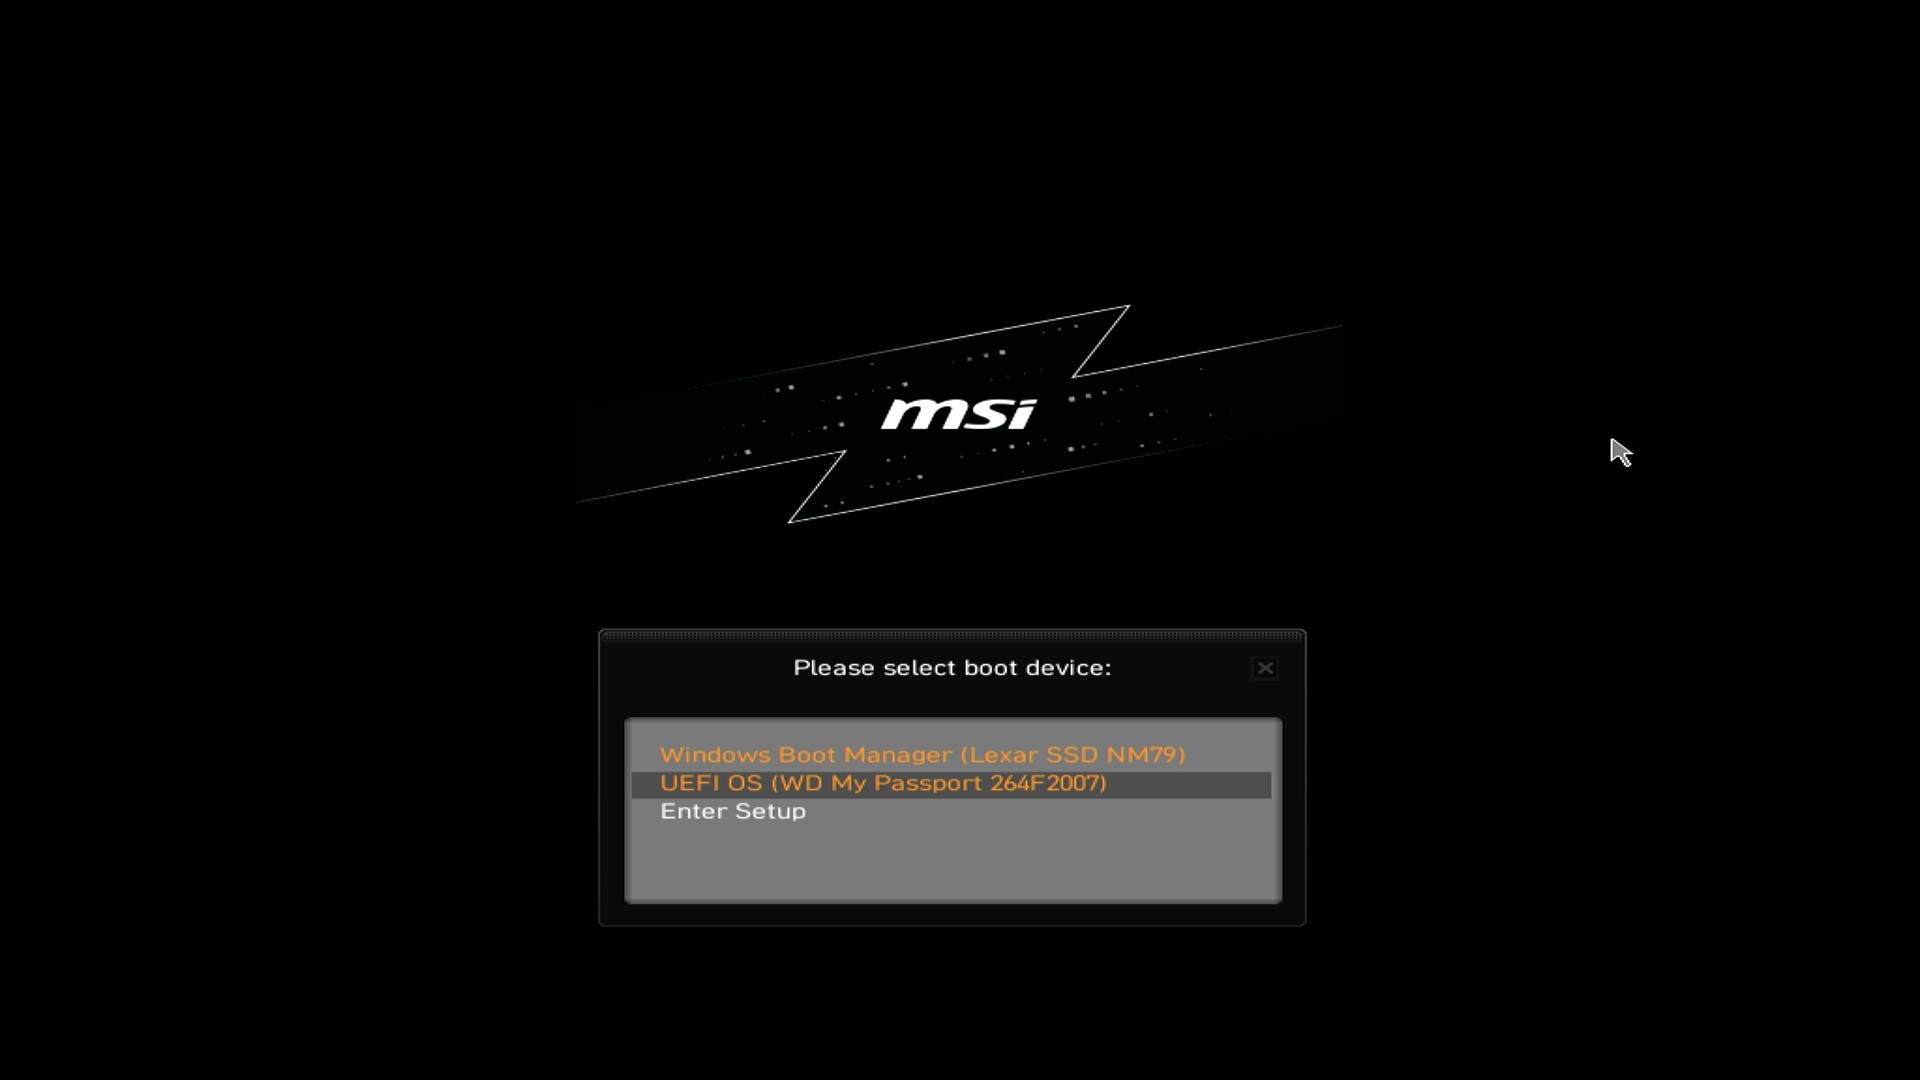 msi
Please select boot device:
Windows Boot Manager (Lexar SSD NM79)
UEFI OS (WD My Passport 264F2007)
Enter Setup